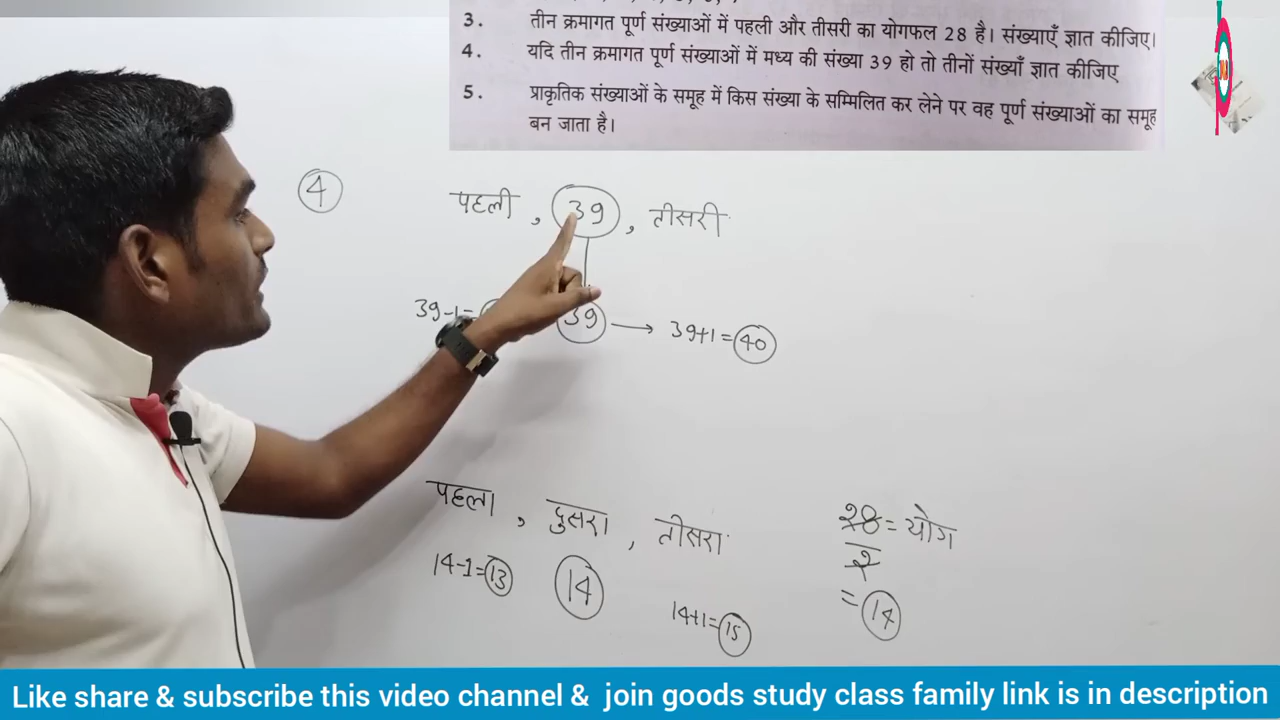 3. तीन क्रमागत पूर्ण संख्याओं में पहली और तीसरी का योगफल 28 है। संख्याएँ ज्ञात कीजिए।
4. यदि तीन क्रमागत पूर्ण संख्याओं में मध्य की संख्या 39 हो तो तीनों संख्याँ ज्ञात कीजिए
5. प्राकृतिक संख्याओं के समूह में किस संख्या के सम्मिलित कर लेने पर वह पूर्ण संख्याओं का समूह
बन जाता है।
4 पहली , 39 , तीसरी
39-1= 39 → 39+1 = 40
पहला , दुसरा , तीसरा
28 = योग
2
14-1=13 14 14+1=15
= 14
Like share & subscribe this video channel & join goods study class family link is in description